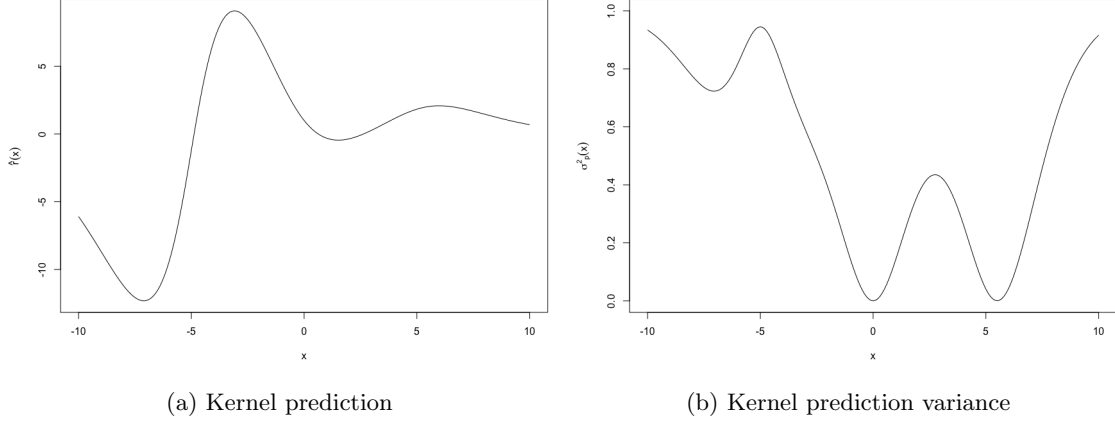 5
0
-5
-10
r̂(x)
-10 -5 0 5 10
x
(a) Kernel prediction
1.0
0.8
0.6
0.4
0.2
0.0
σ²ₚ(x)
-10 -5 0 5 10
x
(b) Kernel prediction variance